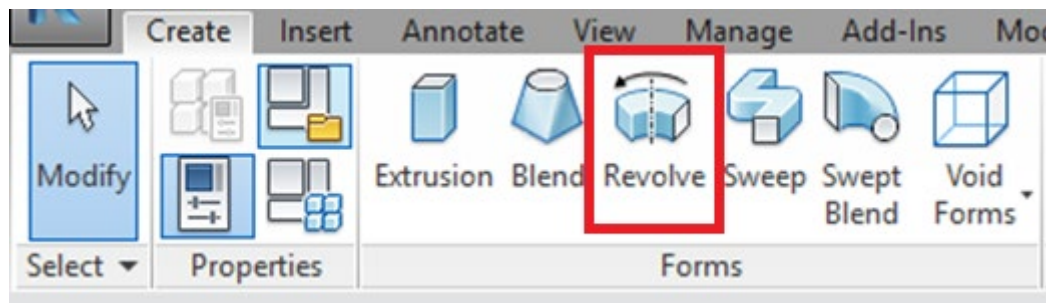 Create Insert Annotate View Manage Add-Ins
Modify
Extrusion Blend Revolve Sweep Swept Blend Void Forms
Select Properties Forms